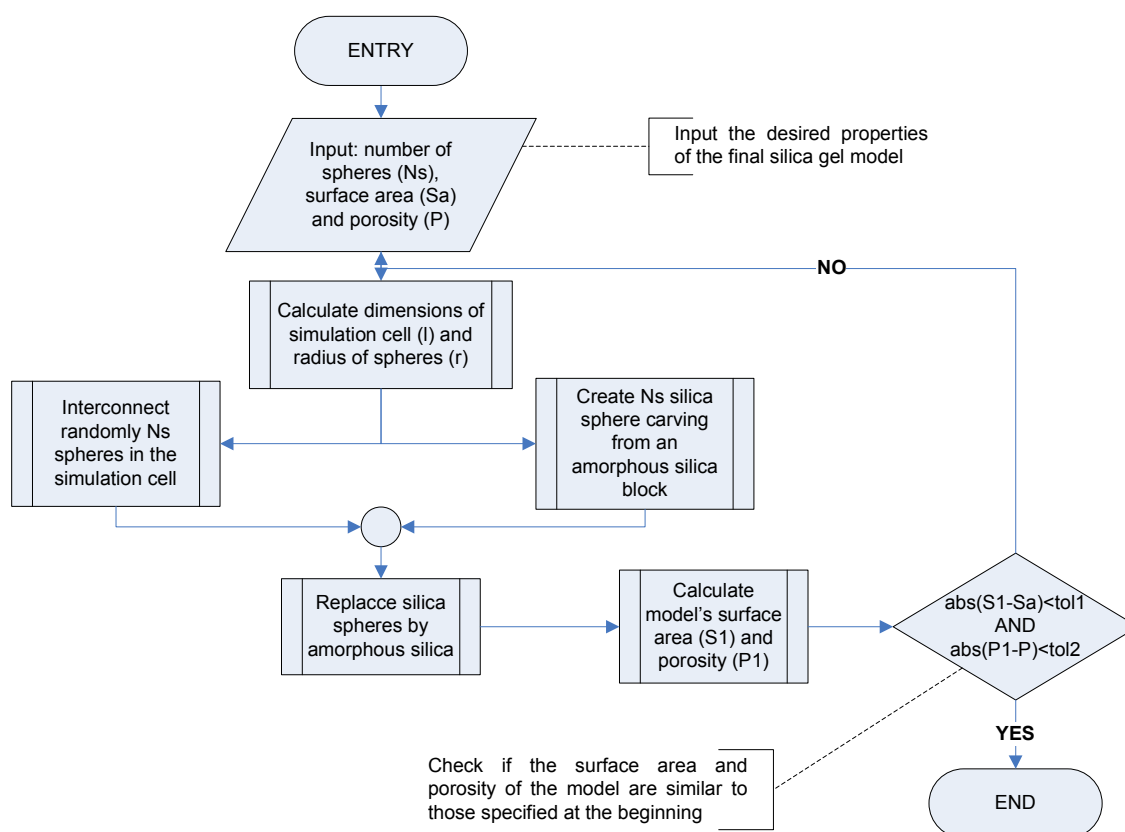 ENTRY
Input: number of
spheres (Ns),
surface area (Sa)
and porosity (P)
Input the desired properties
of the final silica gel model
NO
Calculate dimensions of
simulation cell (l) and
radius of spheres (r)
Interconnect
randomly Ns
spheres in the
simulation cell
Create Ns silica
sphere carving
from an
amorphous silica
block
Replacce silica
spheres by
amorphous silica
Calculate
model's surface
area (S1) and
porosity (P1)
abs(S1-Sa)<tol1
AND
abs(P1-P)<tol2
YES
Check if the surface area and
porosity of the model are similar to
those specified at the beginning
END